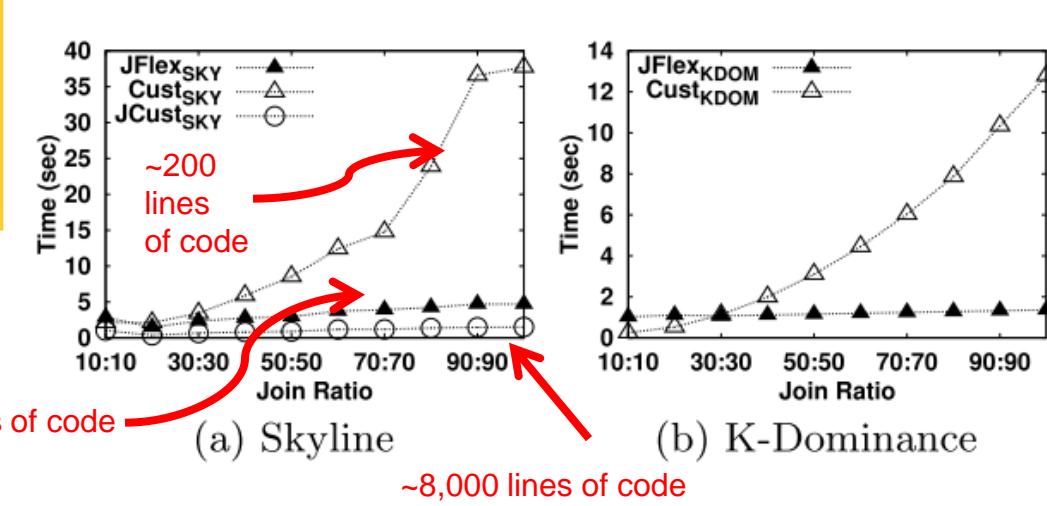 40
35
30
25
20
15
10
5
0
Time (sec)
JFlexSKY
CustSKY
JCustSKY
~200
lines
of code
10:10 30:30 50:50 70:70 90:90
Join Ratio
(a) Skyline
14
12
10
8
6
4
2
0
Time (sec)
JFlexKDOM
CustKDOM
10:10 30:30 50:50 70:70 90:90
Join Ratio
(b) K-Dominance
of code
~8,000 lines of code